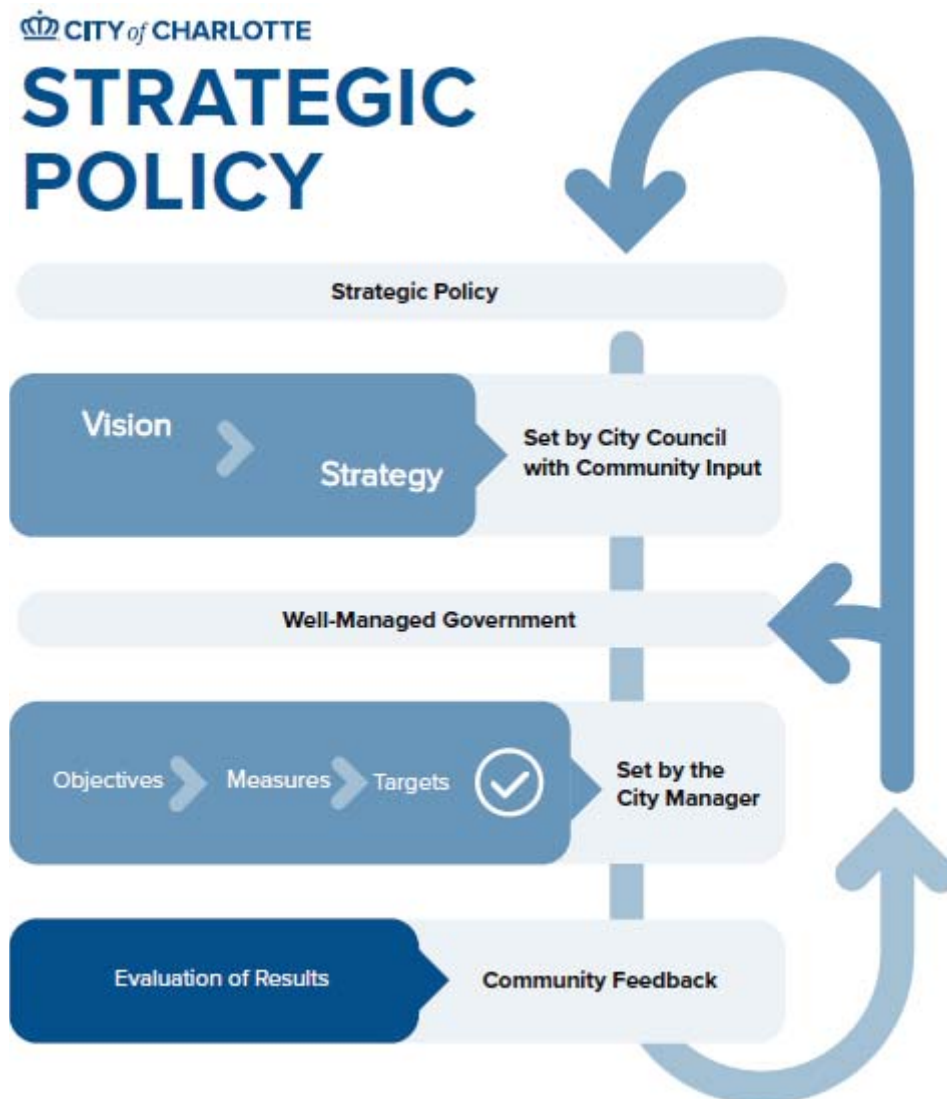 CITY of CHARLOTTE
STRATEGIC
POLICY
Strategic Policy
Vision
Strategy
Set by City Council
with Community Input
Well-Managed Government
Objectives
Measures
Targets
Set by the
City Manager
Evaluation of Results
Community Feedback